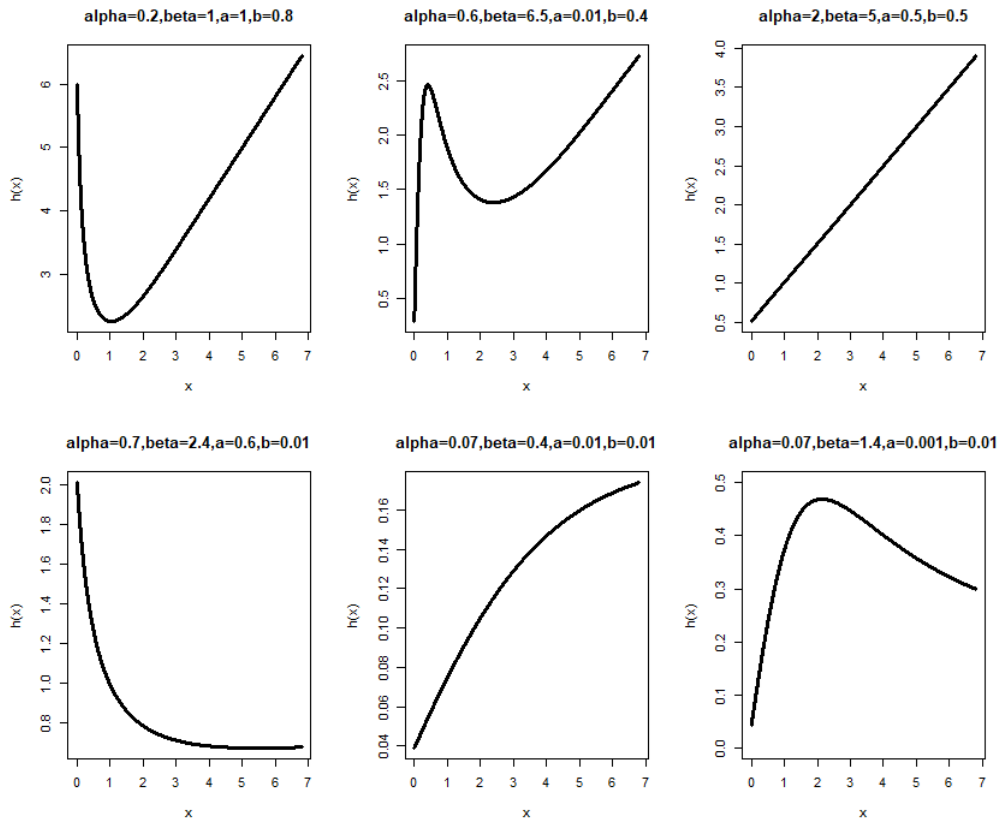 alpha=0.2,beta=1,a=1,b=0.8
h(x)
3 4 5 6
0 1 2 3 4 5 6 7
x
alpha=0.6,beta=6.5,a=0.01,b=0.4
h(x)
0.5 1.0 1.5 2.0 2.5
0 1 2 3 4 5 6 7
x
alpha=2,beta=5,a=0.5,b=0.5
h(x)
0.5 1.0 1.5 2.0 2.5 3.0 3.5 4.0
0 1 2 3 4 5 6 7
x
alpha=0.7,beta=2.4,a=0.6,b=0.01
h(x)
0.8 1.0 1.2 1.4 1.6 1.8 2.0
0 1 2 3 4 5 6 7
x
alpha=0.07,beta=0.4,a=0.01,b=0.01
h(x)
0.04 0.06 0.08 0.10 0.12 0.14 0.16
0 1 2 3 4 5 6 7
x
alpha=0.07,beta=1.4,a=0.001,b=0.01
h(x)
0.0 0.1 0.2 0.3 0.4 0.5
0 1 2 3 4 5 6 7
x